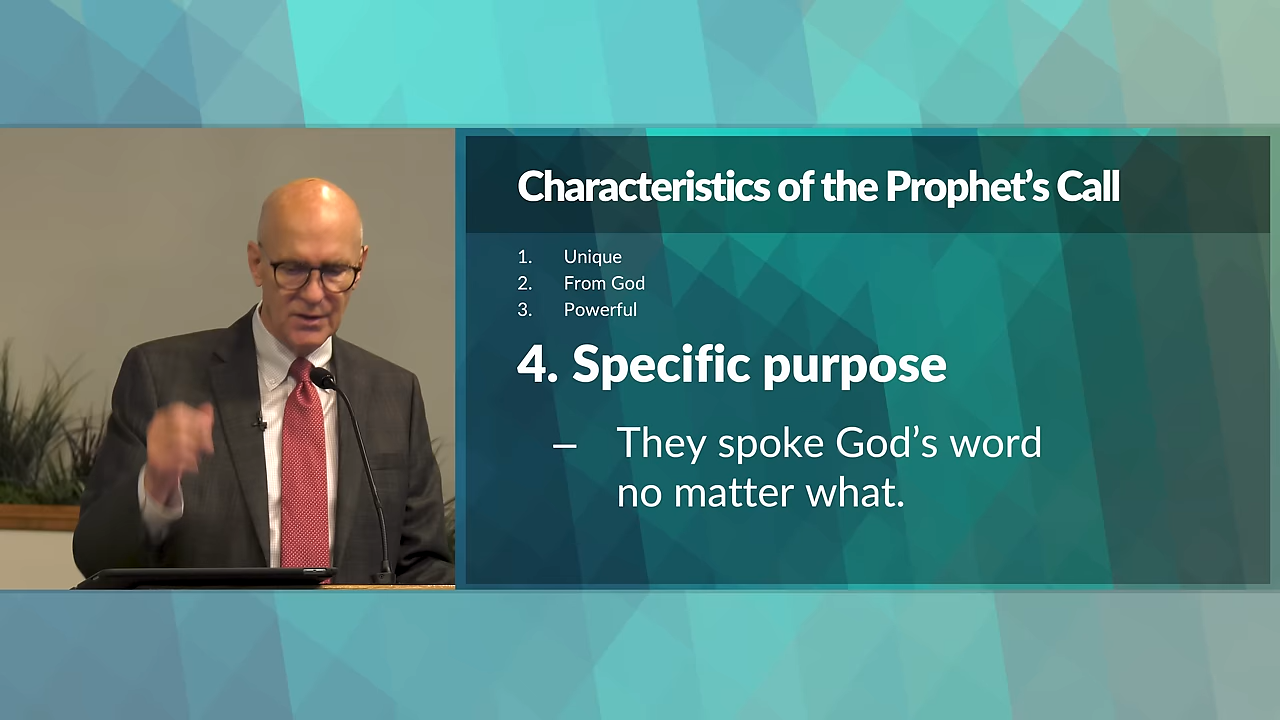 Characteristics of the Prophet’s Call
1. Unique
2. From God
3. Powerful
4. Specific purpose
– They spoke God’s word
no matter what.